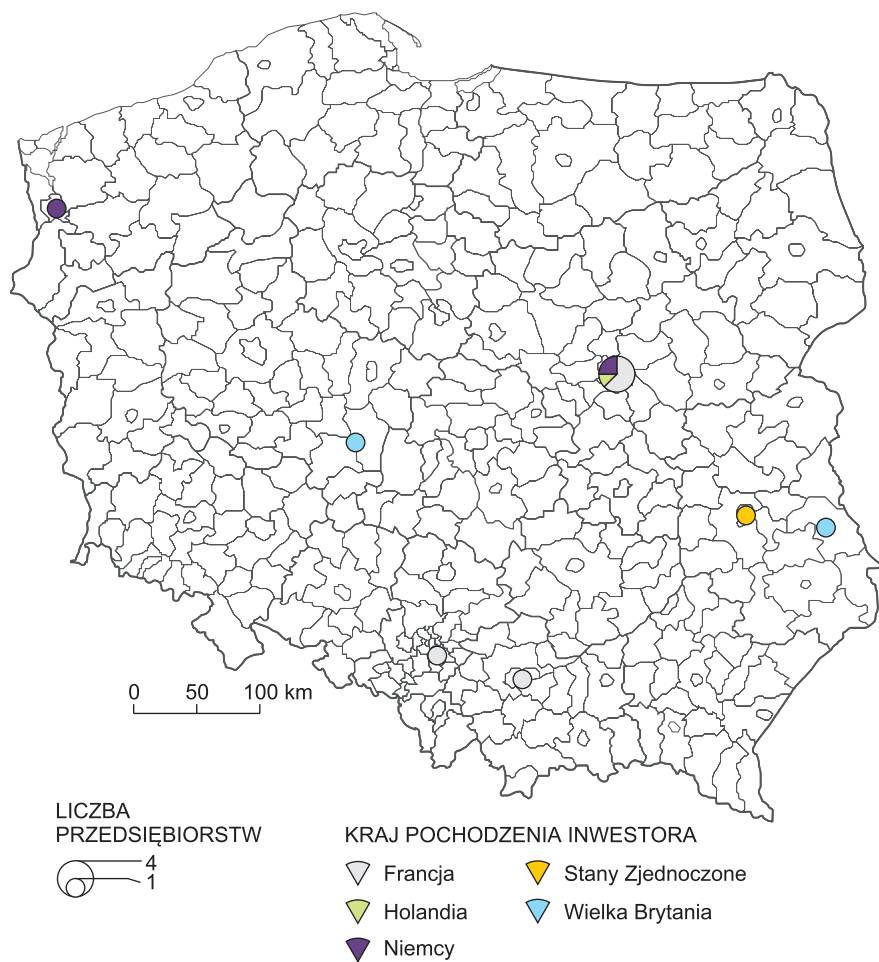 0 50 100 km
LICZBA
PRZEDSIĘBIORSTW
4
1
KRAJ POCHODZENIA INWESTORA
Francja
Holandia
Niemcy
Stany Zjednoczone
Wielka Brytania